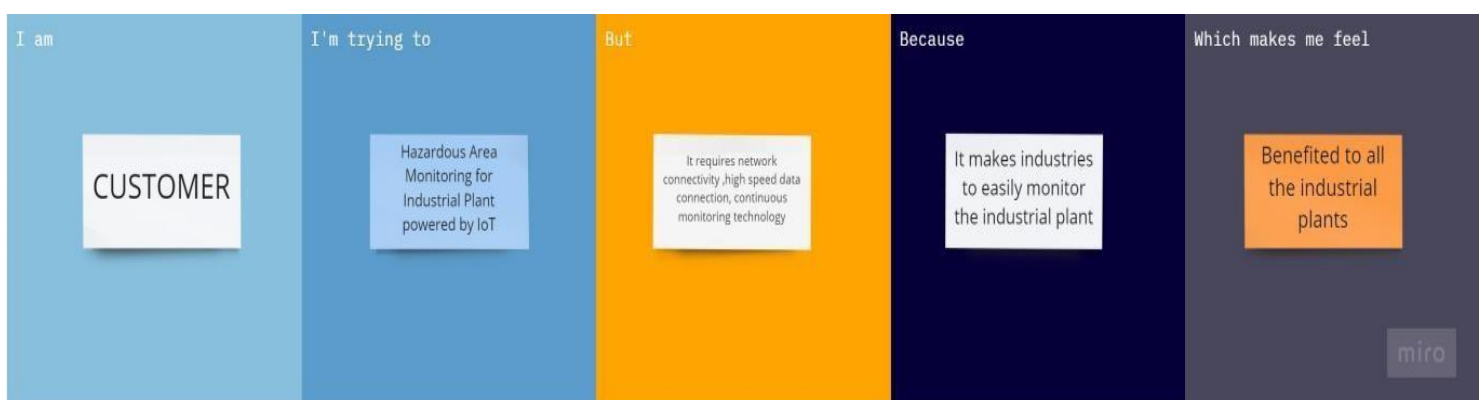 I am
CUSTOMER
I'm trying to
Hazardous Area
Monitoring for
Industrial Plant
powered by IoT
But
It requires network
connectivity ,high speed data
connection, continuous
monitoring technology
Because
It makes industries
to easily monitor
the industrial plant
Which makes me feel
Benefited to all
the industrial
plants
miro